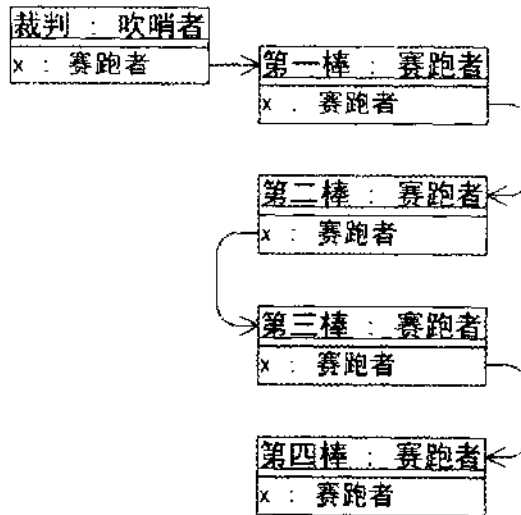 裁判 : 吹哨者
x : 赛跑者
第一棒 : 赛跑者
x . 赛跑者
第二棒 : 赛跑者
x : 赛跑者
第三棒 : 赛跑者
x : 赛跑者
第四棒 : 赛跑者
x : 赛跑者